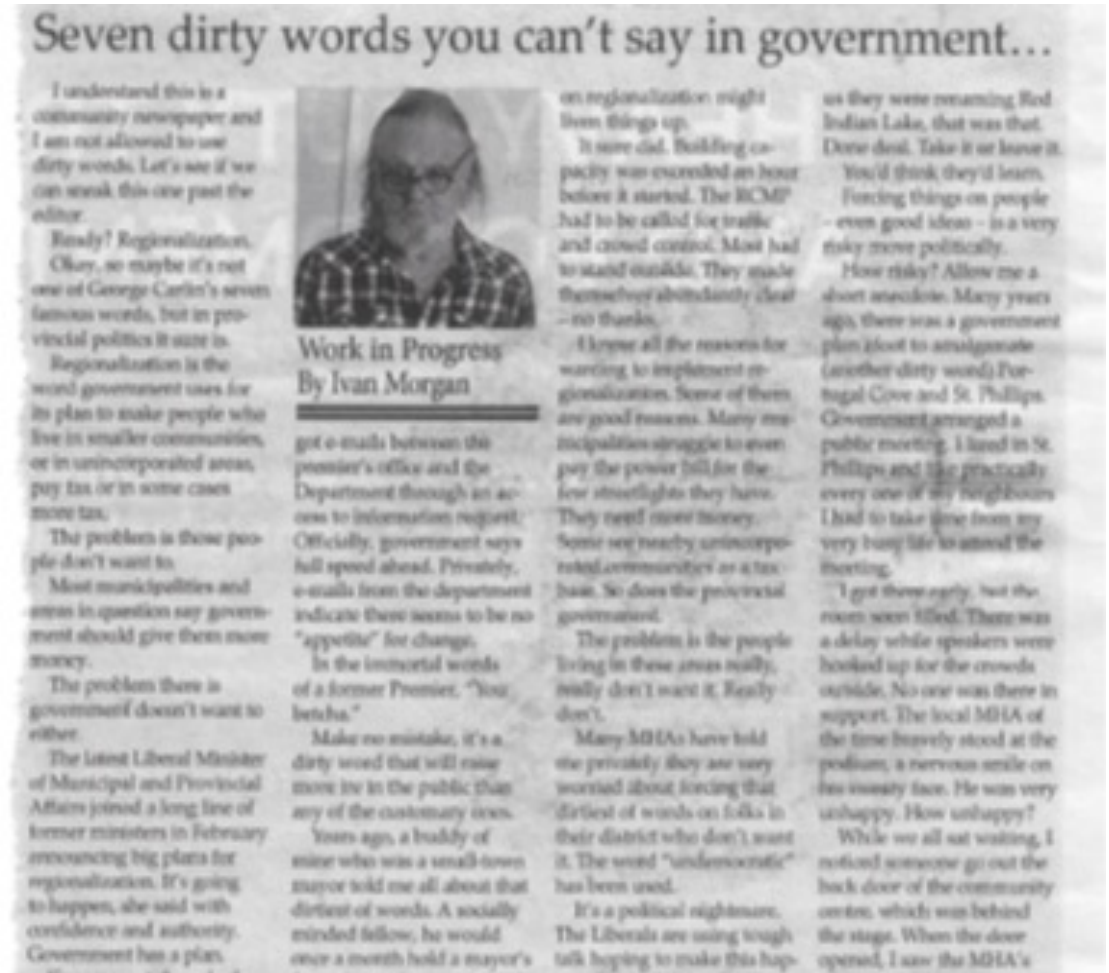 Seven dirty words you can't say in government...
I understand this is a
community newspaper and
I am not allowed to use
dirty words. Let's see if we
can sneak this one past the
editor.
Ready? Regionalization.
Okay, so maybe it's not
one of George Carlin's seven
famous words, but in pro-
vincial politics it sure is.
Regionalization is the
word government uses for
its plan to make people who
live in smaller communities,
or in unincorporated areas,
pay tax or in some cases
more tax.
The problem is those peo-
ple don't want to.
Most municipalities and
areas in question say govern-
ment should give them more
money.
The problem there is
government doesn't want to
either.
The latest Liberal Minister
of Municipal and Provincial
Affairs joined a long line of
former ministers in February
announcing big plans for
regionalization. It's going
to happen, she said with
confidence and authority.
Government has a plan.
Work in Progress
By Ivan Morgan
got e-mails between the
premier's office and the
Department through an ac-
cess to information request.
Officially, government says
full speed ahead. Privately,
e-mails from the department
indicate there seems to be no
"appetite" for change.
In the immortal words
of a former Premier, "You
betcha."
Make no mistake, it's a
dirty word that will raise
more ire in the public than
any of the customary ones.
Years ago, a buddy of
mine who was a small-town
mayor told me all about that
dirtiest of words. A socially
minded fellow, he would
once a month hold a mayor's
on regionalization might
liven things up.
It sure did. Building ca-
pacity was exceeded an hour
before it started. The RCMP
had to be called for traffic
and crowd control. Most had
to stand outside. They made
themselves abundantly clear
– no thanks.
I know all the reasons for
wanting to implement re-
gionalization. Some of them
are good reasons. Many mu-
nicipalities struggle to even
pay the power bill for the
few streetlights they have.
They need more money.
Some see nearby unincorpo-
rated communities as a tax
base. So does the provincial
government.
The problem is the people
living in these areas really,
really don't want it. Really
don't.
Many MHAs have told
me privately they are very
worried about forcing that
dirtiest of words on folks in
their district who don't want
it. The word "undemocratic"
has been used.
It's a political nightmare.
The Liberals are using tough
talk hoping to make this hap-
us they were renaming Red
Indian Lake, that was that.
Done deal. Take it or leave it.
You'd think they'd learn.
Forcing things on people
– even good ideas – is a very
risky move politically.
How risky? Allow me a
short anecdote. Many years
ago, there was a government
plan afoot to amalgamate
(another dirty word) Por-
tugal Cove and St. Phillips.
Government arranged a
public meeting. I lived in St.
Phillips and like practically
every one of my neighbours
I had to take time from my
very busy life to attend the
meeting.
I got there early, but the
room soon filled. There was
a delay while speakers were
hooked up for the crowds
outside. No one was there in
support. The local MHA of
the time bravely stood at the
podium, a nervous smile on
his sweaty face. He was very
unhappy. How unhappy?
While we all sat waiting, I
noticed someone go out the
back door of the community
centre, which was behind
the stage. When the door
opened, I saw the MHA's